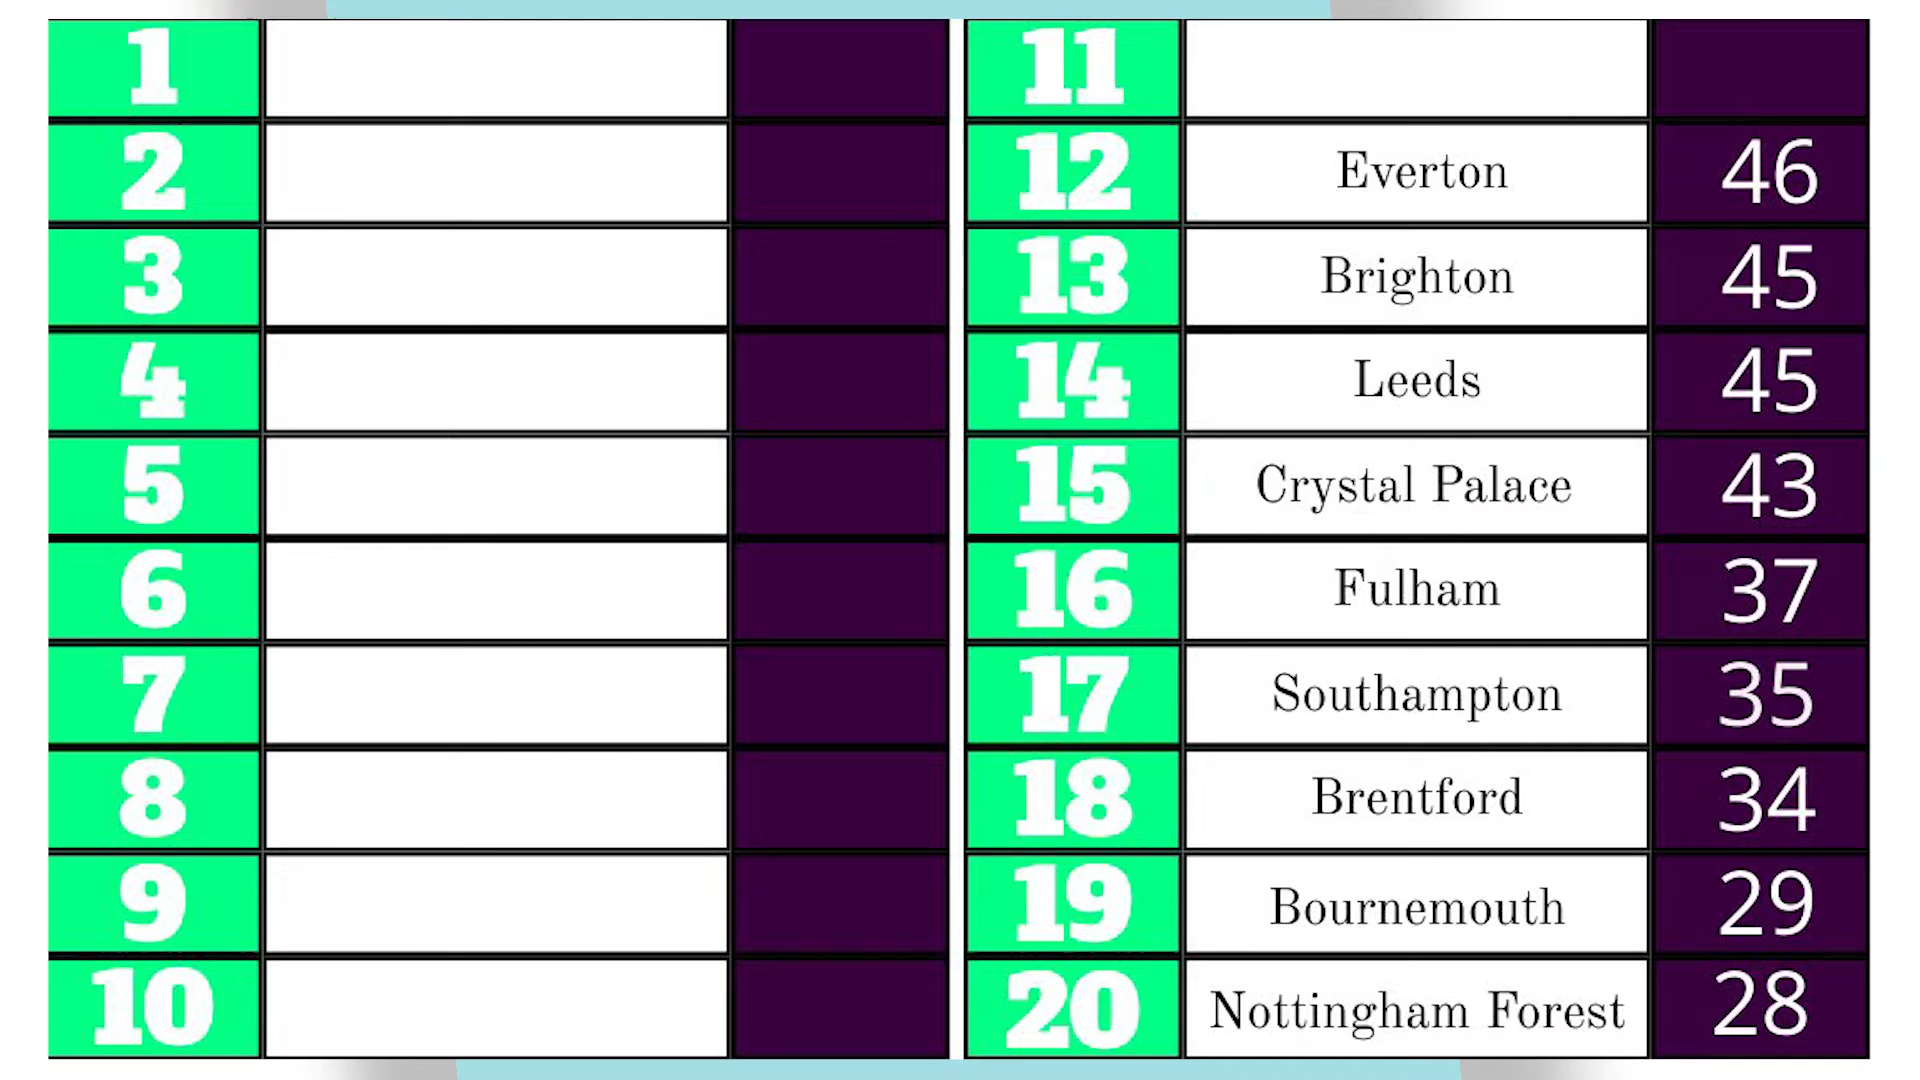 1
2
3
4
5
6
7
8
9
10
11
12 Everton 46
13 Brighton 45
14 Leeds 45
15 Crystal Palace 43
16 Fulham 37
17 Southampton 35
18 Brentford 34
19 Bournemouth 29
20 Nottingham Forest 28